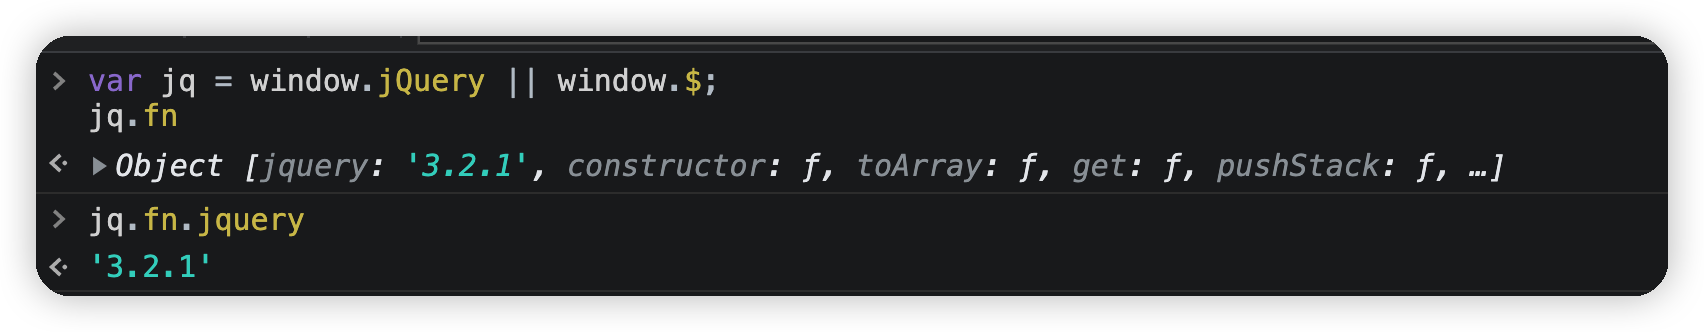 > var jq = window.jQuery || window.$;
jq.fn
▶Object [jquery: '3.2.1', constructor: ƒ, toArray: ƒ, get: ƒ, pushStack: ƒ, …]
> jq.fn.jquery
'3.2.1'